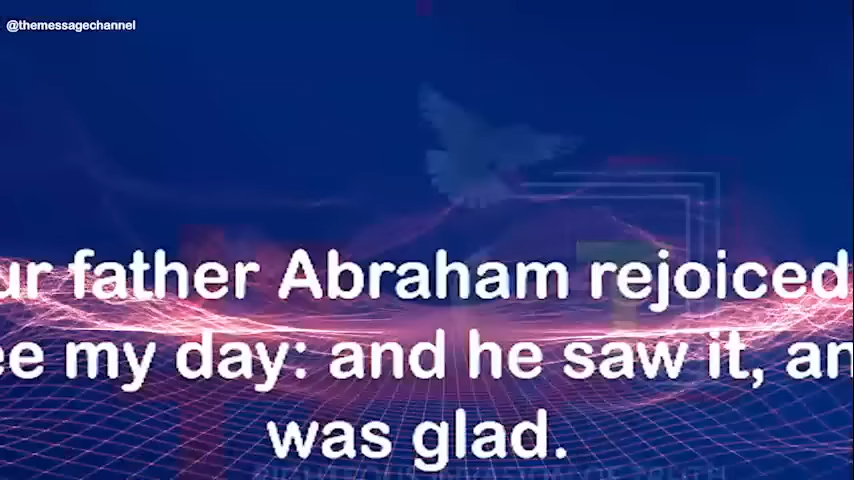 @themessagechannel
ur father Abraham rejoiced
ee my day: and he saw it, an
was glad.